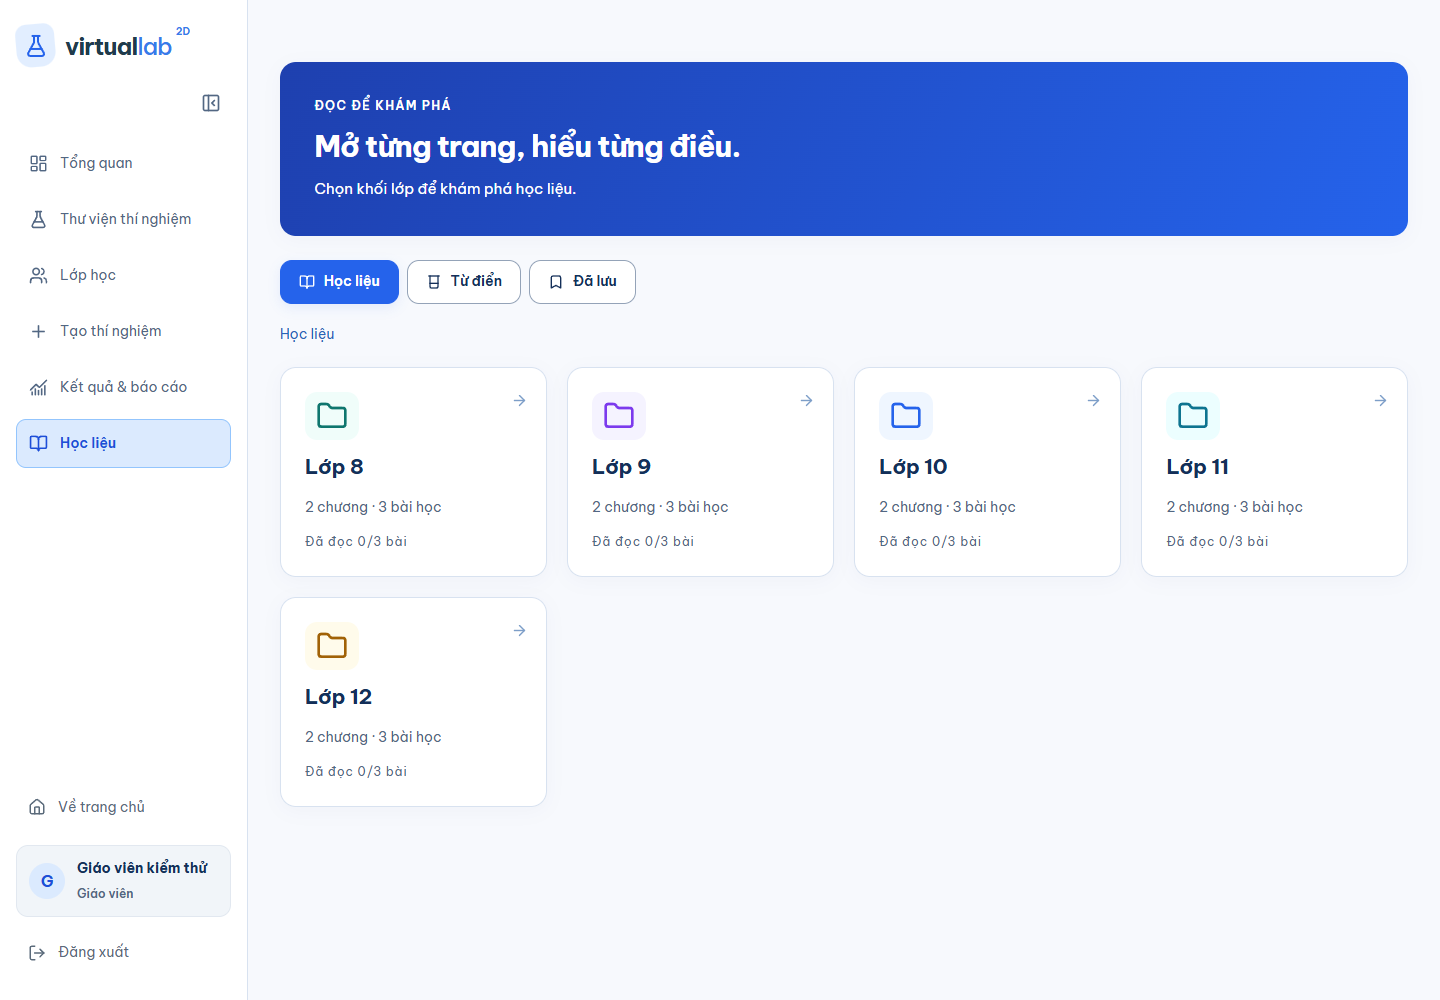 virtuallab 2D
Tổng quan
Thư viện thí nghiệm
Lớp học
Tạo thí nghiệm
Kết quả & báo cáo
Học liệu
Về trang chủ
G
Giáo viên kiểm thử
Giáo viên
Đăng xuất
ĐỌC ĐỂ KHÁM PHÁ
Mở từng trang, hiểu từng điều.
Chọn khối lớp để khám phá học liệu.
Học liệu
Từ điển
Đã lưu
Học liệu
Lớp 8
2 chương · 3 bài học
Đã đọc 0/3 bài
Lớp 9
2 chương · 3 bài học
Đã đọc 0/3 bài
Lớp 10
2 chương · 3 bài học
Đã đọc 0/3 bài
Lớp 11
2 chương · 3 bài học
Đã đọc 0/3 bài
Lớp 12
2 chương · 3 bài học
Đã đọc 0/3 bài